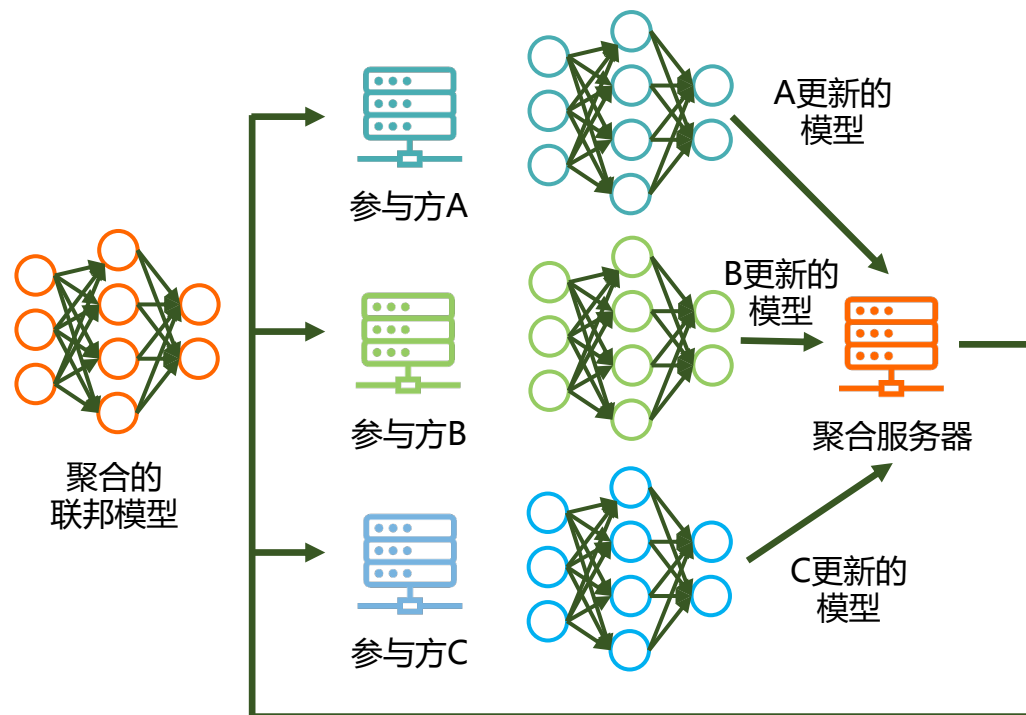 A更新的
模型
参与方A
B更新的
模型
参与方B
聚合服务器
聚合的
联邦模型
C更新的
模型
参与方C